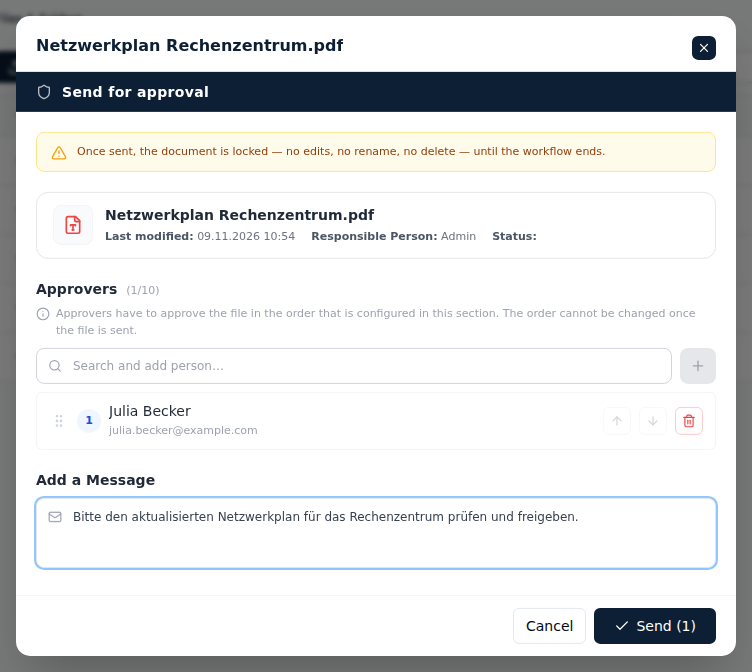 Netzwerkplan Rechenzentrum.pdf
Send for approval
Once sent, the document is locked — no edits, no rename, no delete — until the workflow ends.
Netzwerkplan Rechenzentrum.pdf
Last modified: 09.11.2026 10:54 Responsible Person: Admin Status:
Approvers (1/10)
Approvers have to approve the file in the order that is configured in this section. The order cannot be changed once
the file is sent.
Search and add person...
1 Julia Becker
julia.becker@example.com
Add a Message
Bitte den aktualisierten Netzwerkplan für das Rechenzentrum prüfen und freigeben.
Cancel Send (1)